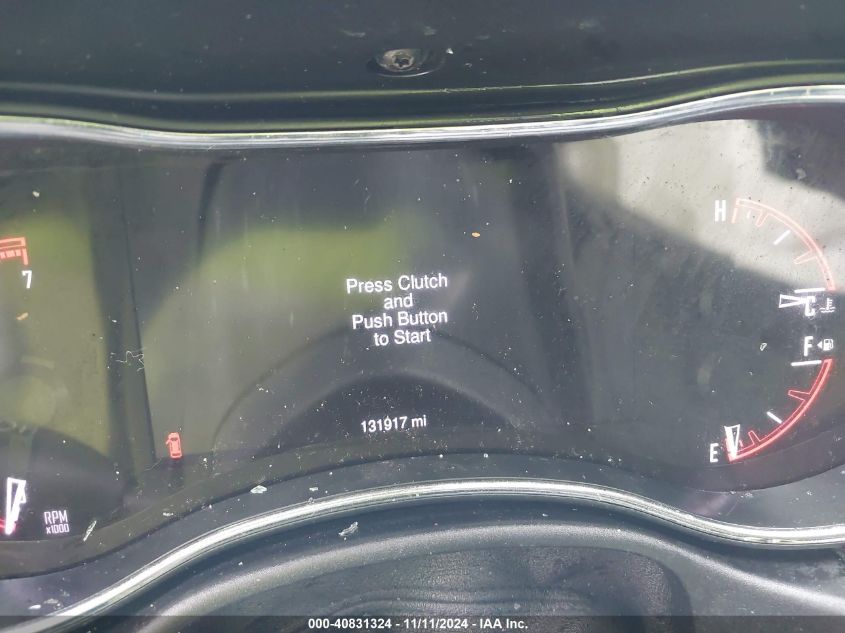 H
7
Press Clutch
and
Push Button
to Start
C
F
131917 mi
E
RPM
x1000
000-40831324 - 11/11/2024 - IAA Inc.